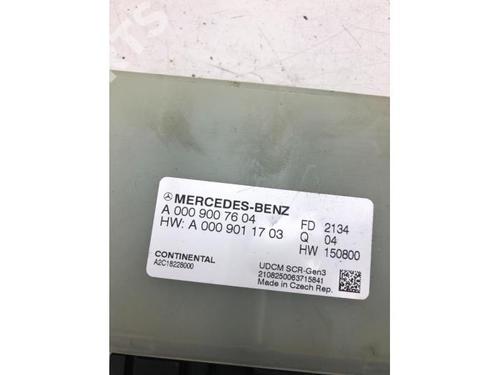 MERCEDES-BENZ
A 000 900 76 04
HW: A 000 901 17 03
FD 2134
Q 04
HW 150800
CONTINENTAL
A2C18228000
UDCM SCR-Gen3
2108250063715841
Made in Czech Rep.